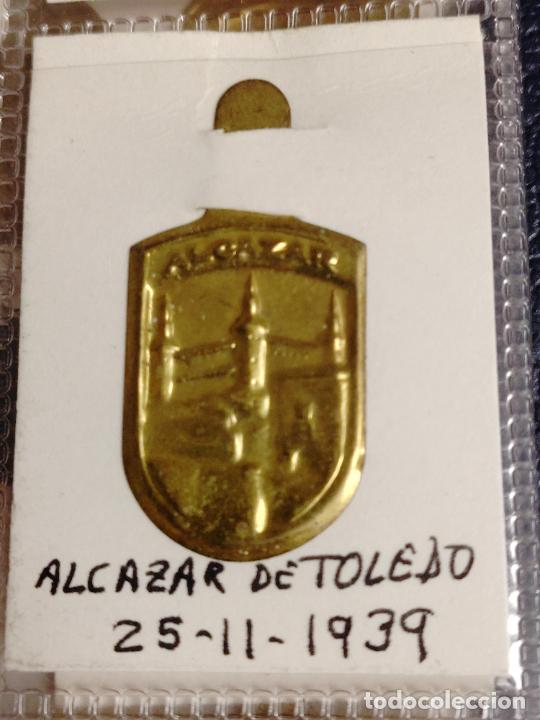 ALCAZAR
ALCAZAR DE TOLEDO
25-11-1939
todocoleccion